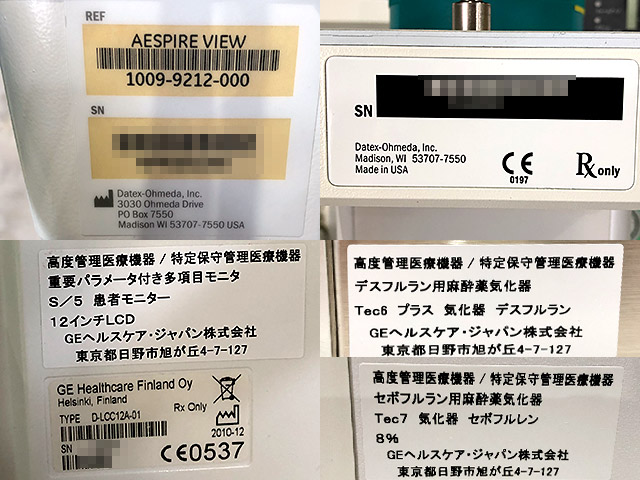 REF
AESPIRE VIEW
1009-9212-000
SN
Datex-Ohmeda, Inc.
3030 Ohmeda Drive
PO Box 7550
Madison, WI 53707-7550 USA
SN
Datex-Ohmeda, Inc.
Madison, WI 53707-7550
Made in USA
CE
0197
Rx only
高度管理医療機器 / 特定保守管理医療機器
重要パラメータ付き多項目モニタ
S/5 患者モニター
12インチLCD
GEヘルスケア・ジャパン株式会社
東京都日野市旭が丘4-7-127
GE Healthcare Finland Oy
Helsinki, Finland
TYPE D-LCC12A-01
Rx Only
2010-12
SN
CE0537
高度管理医療機器 / 特定保守管理医療機器
デスフルラン用麻酔薬気化器
Tec6 プラス 気化器 デスフルラン
GEヘルスケア・ジャパン株式会社
東京都日野市旭が丘4-7-127
高度管理医療機器 / 特定保守管理医療機器
セボフルラン用麻酔薬気化器
Tec7 気化器 セボフルレン
8%
GEヘルスケア・ジャパン株式会社
東京都日野市旭が丘4-7-127